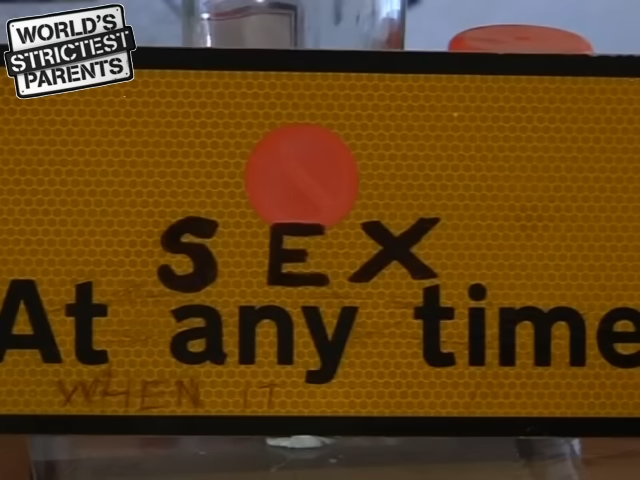 WORLD'S
STRICTEST
PARENTS
SEX
At any time
WHEN IT